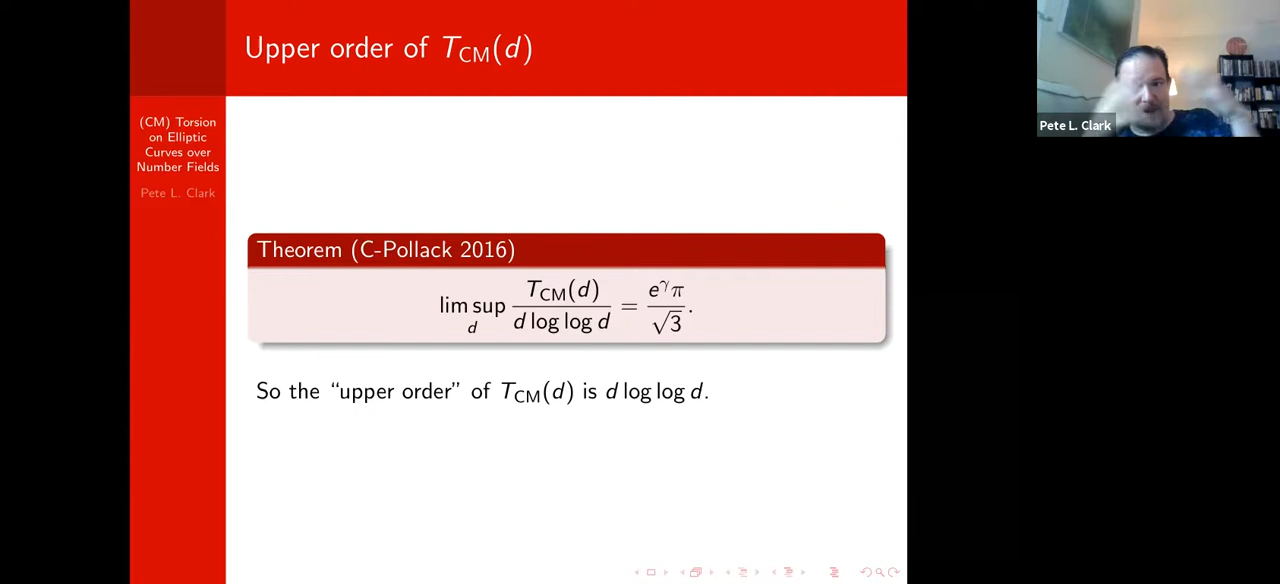 Upper order of T_CM(d)
(CM) Torsion
on Elliptic
Curves over
Number Fields
Pete L. Clark
Theorem (C-Pollack 2016)
lim sup_d T_CM(d) / (d log log d) = e^γ π / √3.
So the “upper order” of T_CM(d) is d log log d.
Pete L. Clark